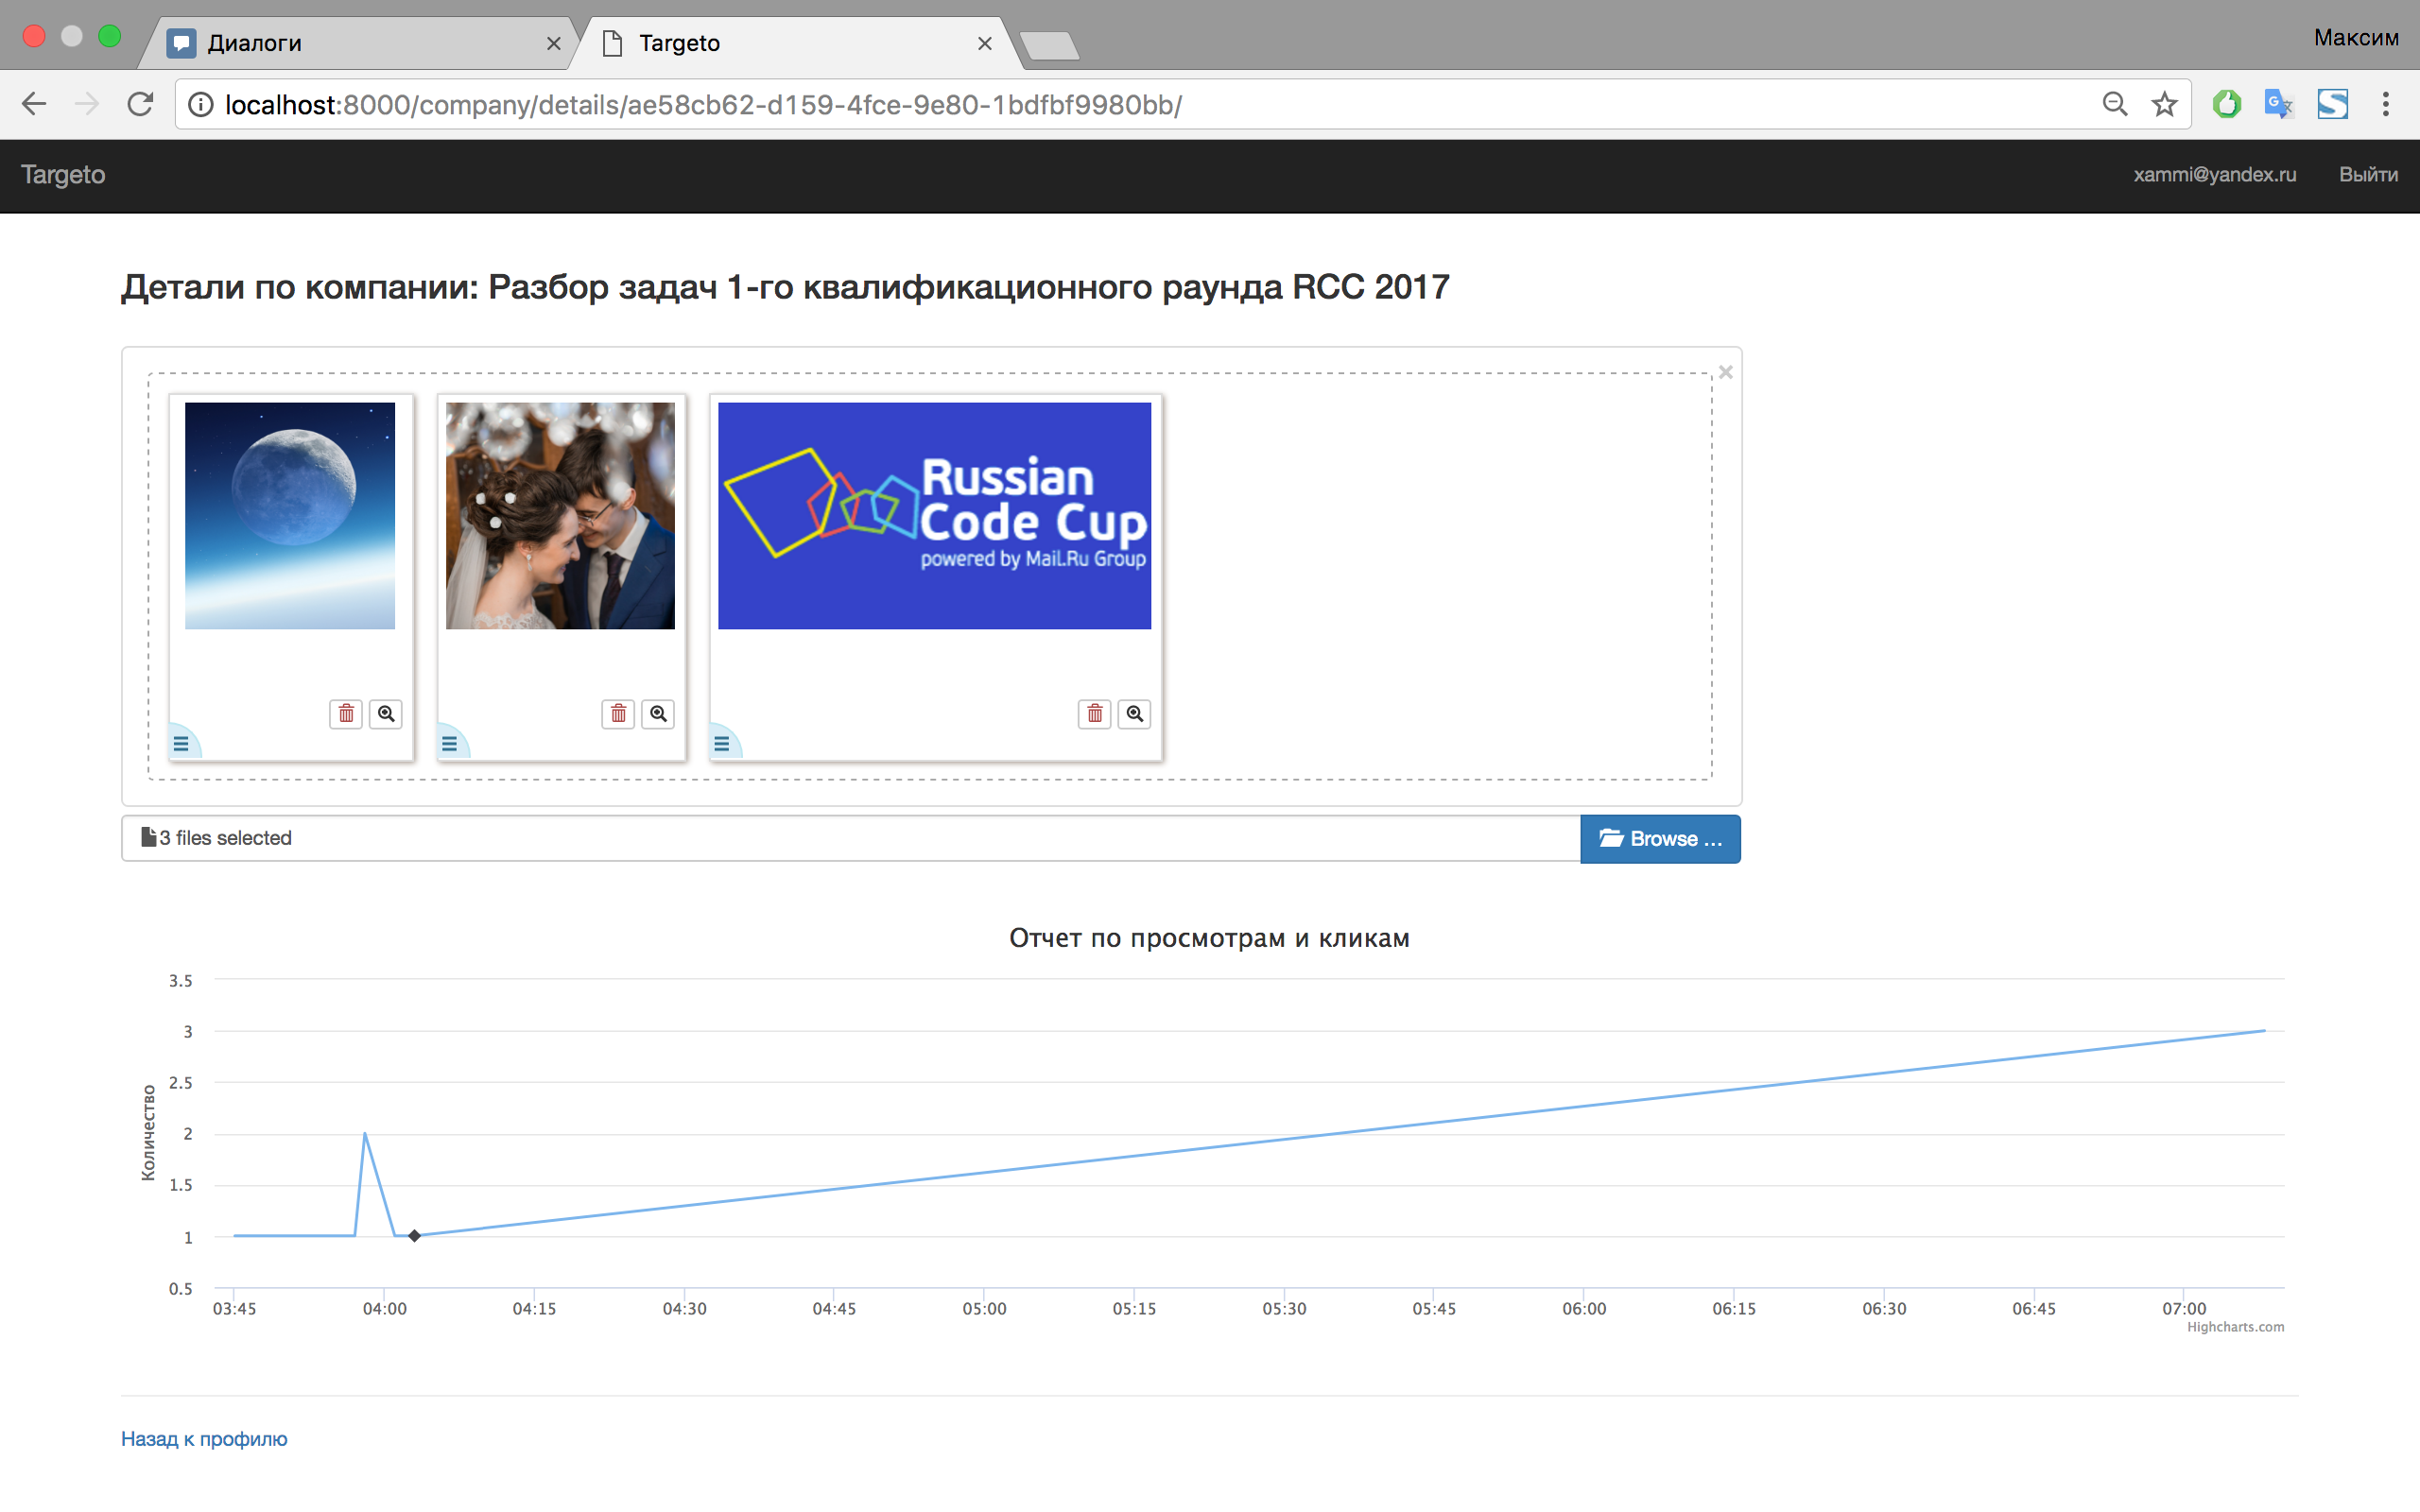 Диалоги
Targeto
Максим
localhost:8000/company/details/ae58cb62-d159-4fce-9e80-1bdfbf9980bb/
Targeto
xammi@yandex.ru
Выйти
Детали по компании: Разбор задач 1-го квалификационного раунда RCC 2017
Russian
Code Cup
powered by Mail.Ru Group
3 files selected
Browse ...
Отчет по просмотрам и кликам
Количество
3.5
3
2.5
2
1.5
1
0.5
03:45 04:00 04:15 04:30 04:45 05:00 05:15 05:30 05:45 06:00 06:15 06:30 06:45 07:00
Highcharts.com
Назад к профилю